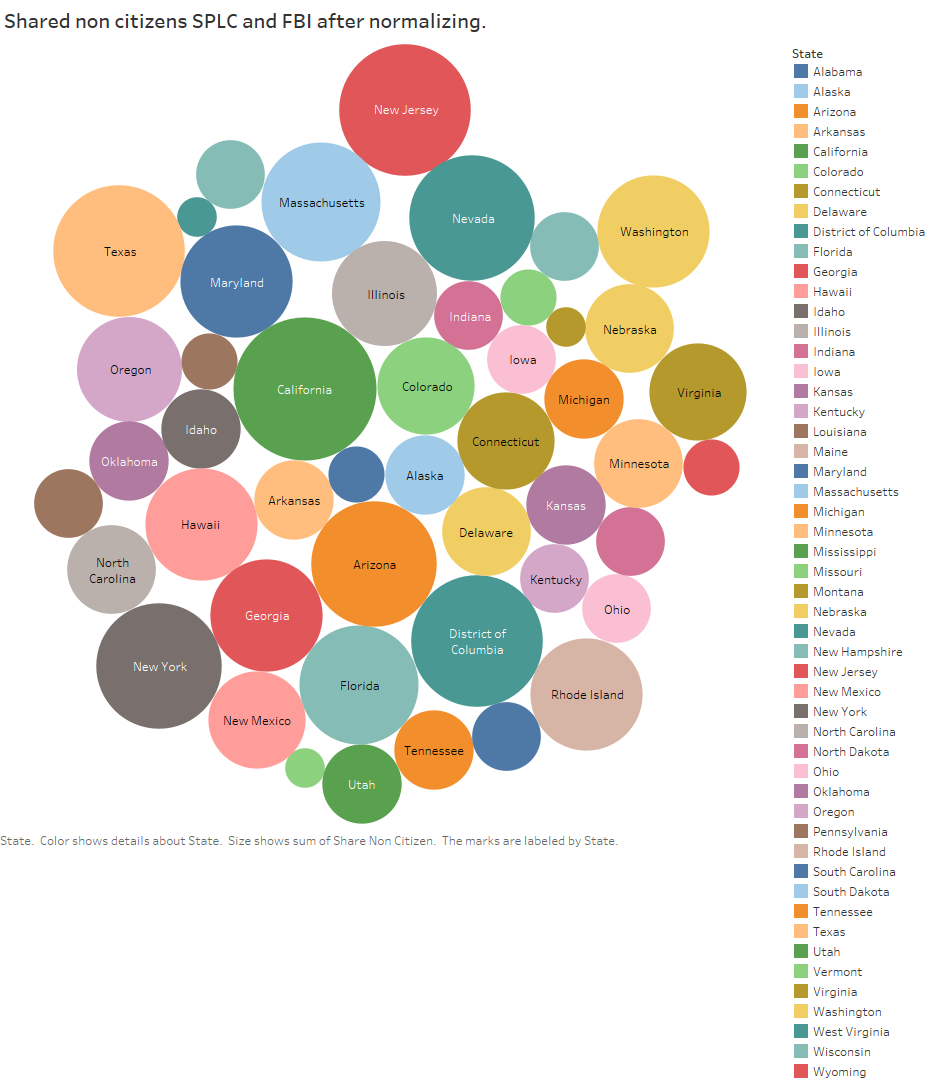 Shared non citizens SPLC and FBI after normalizing.
New Jersey
Massachusetts
Nevada
Washington
Texas
Maryland
Illinois
Indiana
Nebraska
Iowa
Oregon
California
Colorado
Virginia
Michigan
Idaho
Connecticut
Oklahoma
Minnesota
Alaska
Arkansas
Kansas
Hawaii
Delaware
Arizona
North
Carolina
Kentucky
Ohio
Georgia
District of
Columbia
New York
Florida
Rhode Island
New Mexico
Tennessee
Utah
State.  Color shows details about State.  Size shows sum of Share Non Citizen.  The marks are labeled by State.
State
Alabama
Alaska
Arizona
Arkansas
California
Colorado
Connecticut
Delaware
District of Columbia
Florida
Georgia
Hawaii
Idaho
Illinois
Indiana
Iowa
Kansas
Kentucky
Louisiana
Maine
Maryland
Massachusetts
Michigan
Minnesota
Mississippi
Missouri
Montana
Nebraska
Nevada
New Hampshire
New Jersey
New Mexico
New York
North Carolina
North Dakota
Ohio
Oklahoma
Oregon
Pennsylvania
Rhode Island
South Carolina
South Dakota
Tennessee
Texas
Utah
Vermont
Virginia
Washington
West Virginia
Wisconsin
Wyoming